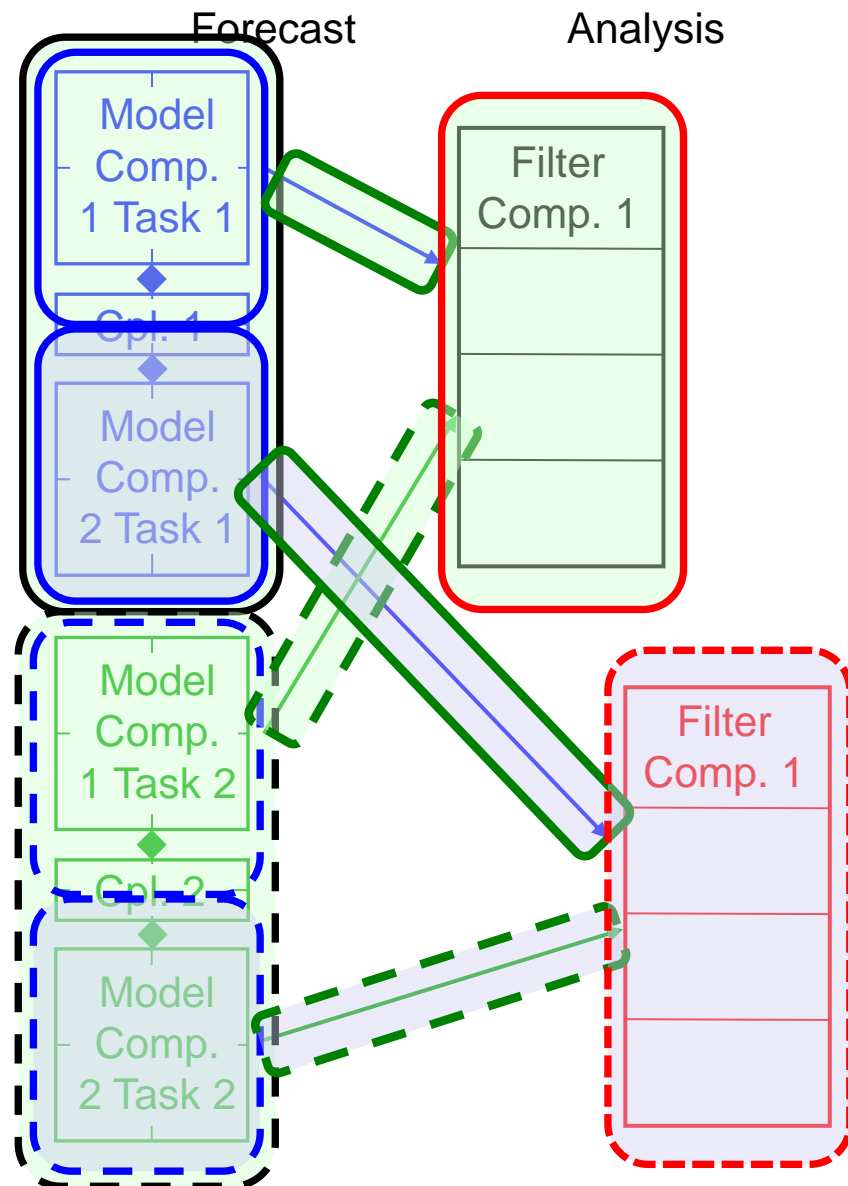 Forecast
Analysis
Model
Comp.
1 Task 1
Cpl. 1
Model
Comp.
2 Task 1
Model
Comp.
1 Task 2
Cpl. 2
Model
Comp.
2 Task 2
Filter
Comp. 1
Filter
Comp. 1